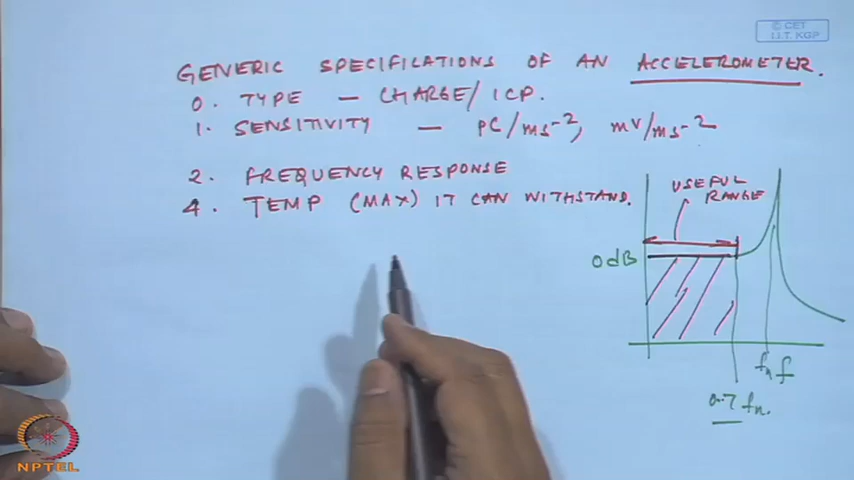 © CET
I.I.T. KGP
GENERIC SPECIFICATIONS OF AN ACCELEROMETER.
0. TYPE — CHARGE/ICP.
1. SENSITIVITY — PC/ms⁻², mV/ms⁻²
2. FREQUENCY RESPONSE
4. TEMP (MAX) IT CAN WITHSTAND.
USEFUL
RANGE
0dB
fn f
0.7 fn.
NPTEL